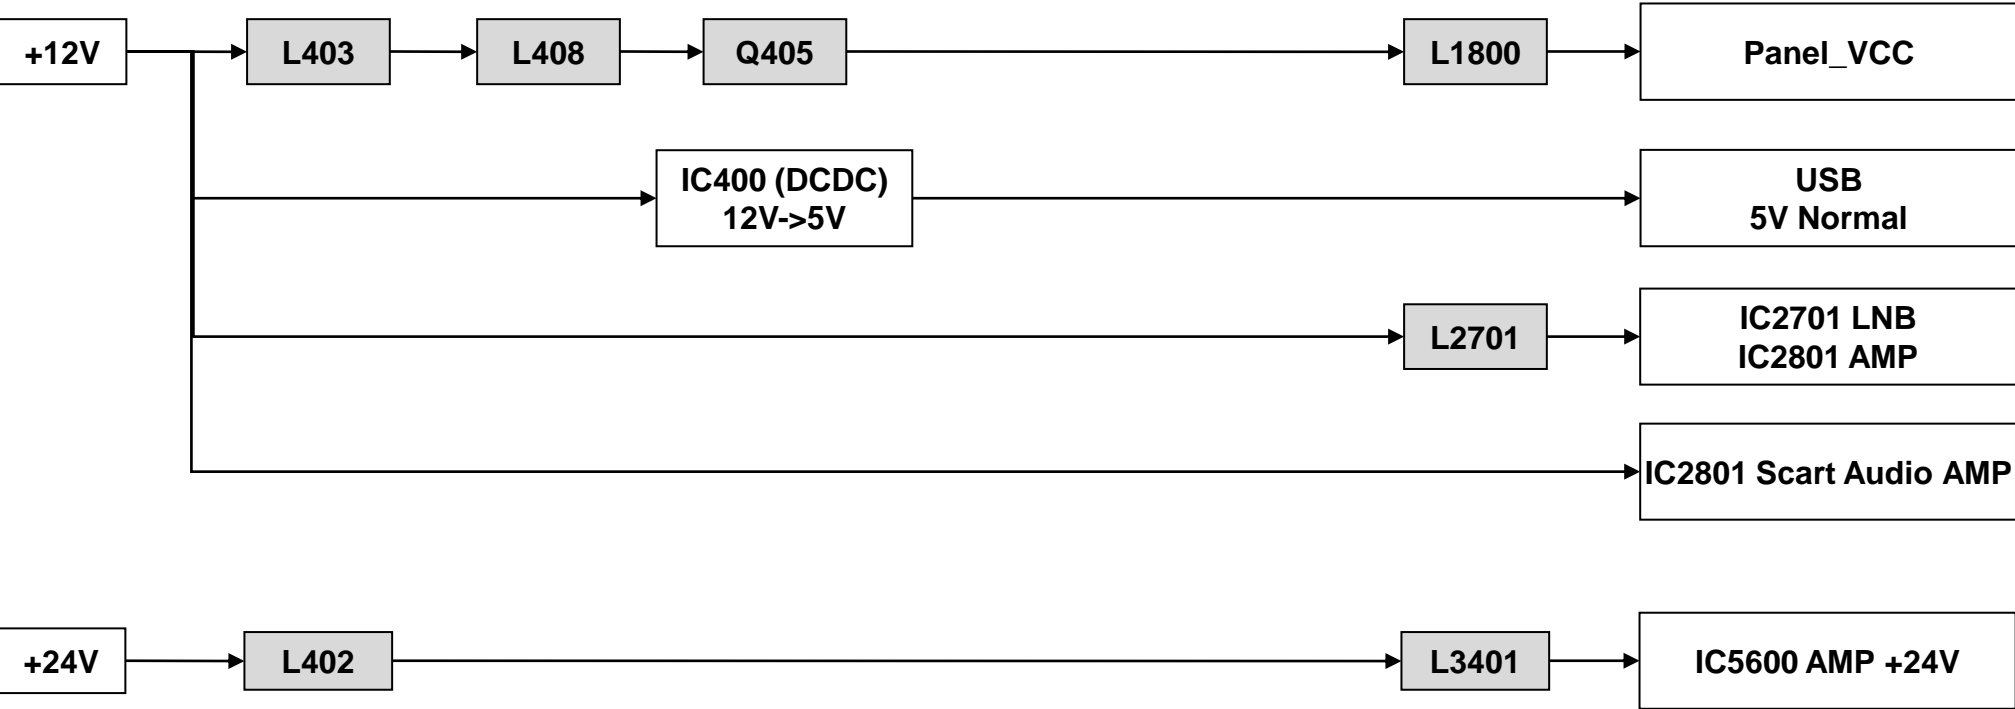 +12V
L403
L408
Q405
L1800
Panel_VCC
IC400 (DCDC)
12V->5V
USB
5V Normal
L2701
IC2701 LNB
IC2801 AMP
IC2801 Scart Audio AMP
+24V
L402
L3401
IC5600 AMP +24V